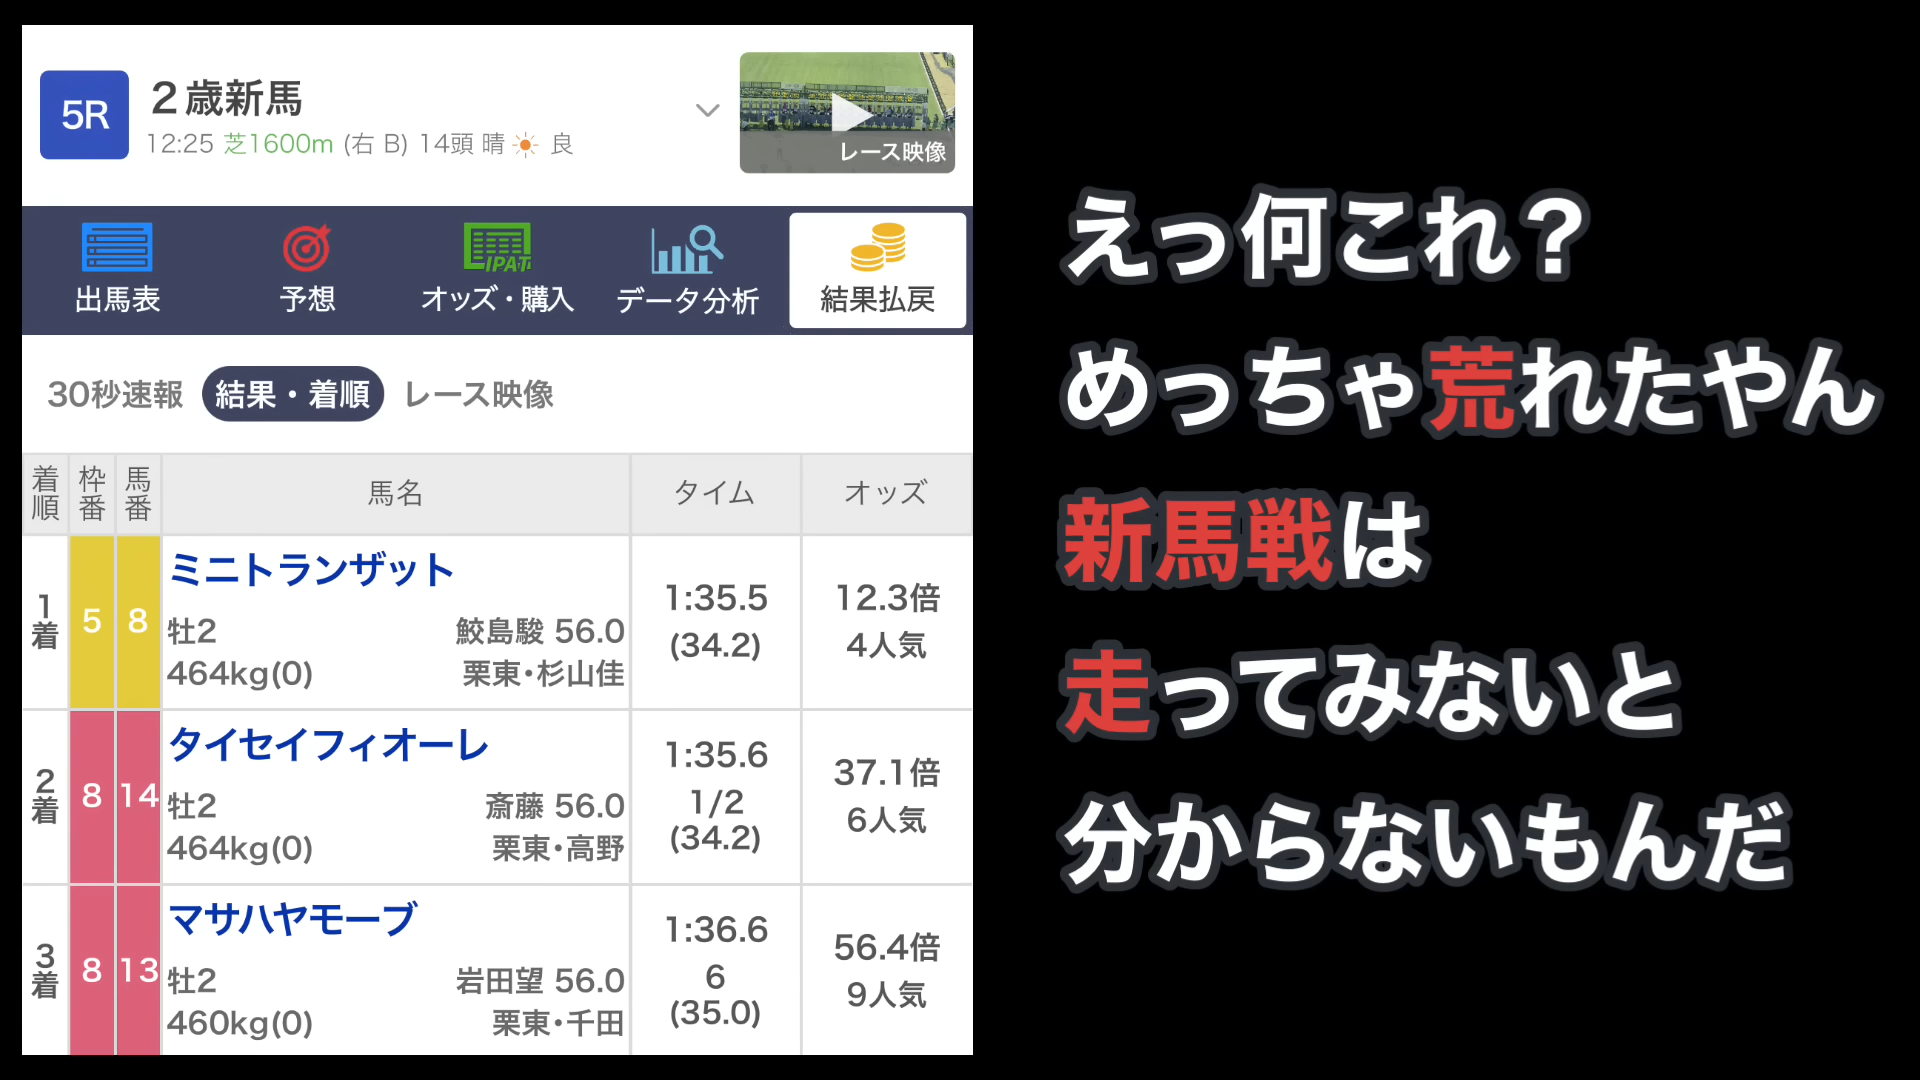 5R
２歳新馬
12:25 芝1600m (右 B) 14頭 晴 良
レース映像
出馬表
予想
IPAT
オッズ・購入
データ分析
結果払戻
30秒速報
結果・着順
レース映像
着順
枠番
馬番
馬名
タイム
オッズ
1着
5
8
ミニトランザット
牡2
鮫島駿 56.0
464kg(0)
栗東・杉山佳
1:35.5
(34.2)
12.3倍
4人気
2着
8
14
タイセイフィオーレ
牡2
斎藤 56.0
464kg(0)
栗東・高野
1:35.6
1/2
(34.2)
37.1倍
6人気
3着
8
13
マサハヤモーブ
牡2
岩田望 56.0
460kg(0)
栗東・千田
1:36.6
6
(35.0)
56.4倍
9人気
えっ何これ？
めっちゃ荒れたやん
新馬戦は
走ってみないと
分からないもんだ